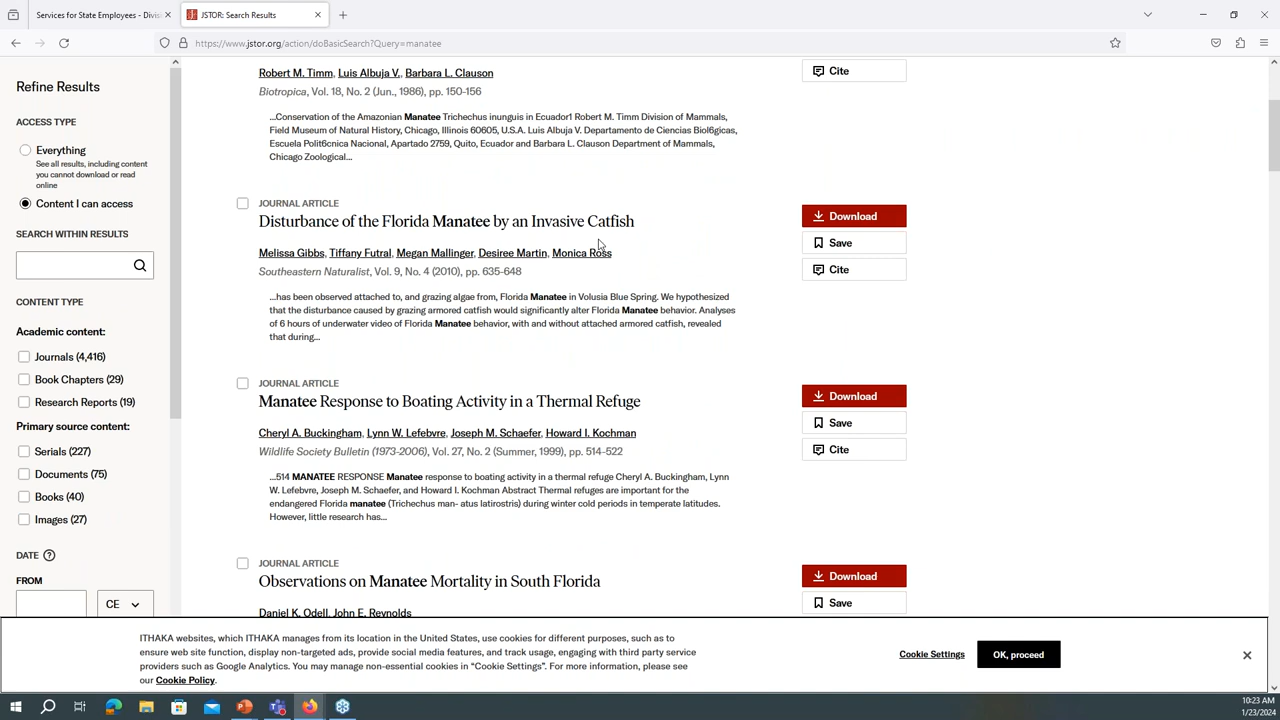 Services for State Employees - Divis
JSTOR: Search Results
https://www.jstor.org/action/doBasicSearch?Query=manatee
Refine Results
ACCESS TYPE
Everything
See all results, including content
you cannot download or read
online
Content I can access
SEARCH WITHIN RESULTS
CONTENT TYPE
Academic content:
Journals (4,416)
Book Chapters (29)
Research Reports (19)
Primary source content:
Serials (227)
Documents (75)
Books (40)
Images (27)
DATE
FROM
CE
Robert M. Timm, Luis Albuja V., Barbara L. Clauson
Biotropica, Vol. 18, No. 2 (Jun., 1986), pp. 150-156
...Conservation of the Amazonian Manatee Trichechus inunguis in Ecuador1 Robert M. Timm Division of Mammals,
Field Museum of Natural History, Chicago, Illinois 60605, U.S.A. Luis Albuja V. Departamento de Ciencias Biol6gicas,
Escuela Polit6cnica Nacional, Apartado 2759, Quito, Ecuador and Barbara L. Clauson Department of Mammals,
Chicago Zoological...
Cite
JOURNAL ARTICLE
Disturbance of the Florida Manatee by an Invasive Catfish
Melissa Gibbs, Tiffany Futral, Megan Mallinger, Desiree Martin, Monica Ross
Southeastern Naturalist, Vol. 9, No. 4 (2010), pp. 635-648
...has been observed attached to, and grazing algae from, Florida Manatee in Volusia Blue Spring. We hypothesized
that the disturbance caused by grazing armored catfish would significantly alter Florida Manatee behavior. Analyses
of 6 hours of underwater video of Florida Manatee behavior, with and without attached armored catfish, revealed
that during...
Download
Save
Cite
JOURNAL ARTICLE
Manatee Response to Boating Activity in a Thermal Refuge
Cheryl A. Buckingham, Lynn W. Lefebvre, Joseph M. Schaefer, Howard I. Kochman
Wildlife Society Bulletin (1973-2006), Vol. 27, No. 2 (Summer, 1999), pp. 514-522
...514 MANATEE RESPONSE Manatee response to boating activity in a thermal refuge Cheryl A. Buckingham, Lynn
W. Lefebvre, Joseph M. Schaefer, and Howard I. Kochman Abstract Thermal refuges are important for the
endangered Florida manatee (Trichechus man- atus latirostris) during winter cold periods in temperate latitudes.
However, little research has...
Download
Save
Cite
JOURNAL ARTICLE
Observations on Manatee Mortality in South Florida
Daniel K. Odell, John E. Reynolds
Download
Save
ITHAKA websites, which ITHAKA manages from its location in the United States, use cookies for different purposes, such as to
ensure web site function, display non-targeted ads, provide social media features, and track usage, engaging with third party service
providers such as Google Analytics. You may manage non-essential cookies in “Cookie Settings”. For more information, please see
our Cookie Policy.
Cookie Settings
OK, proceed
10:23 AM
1/23/2024